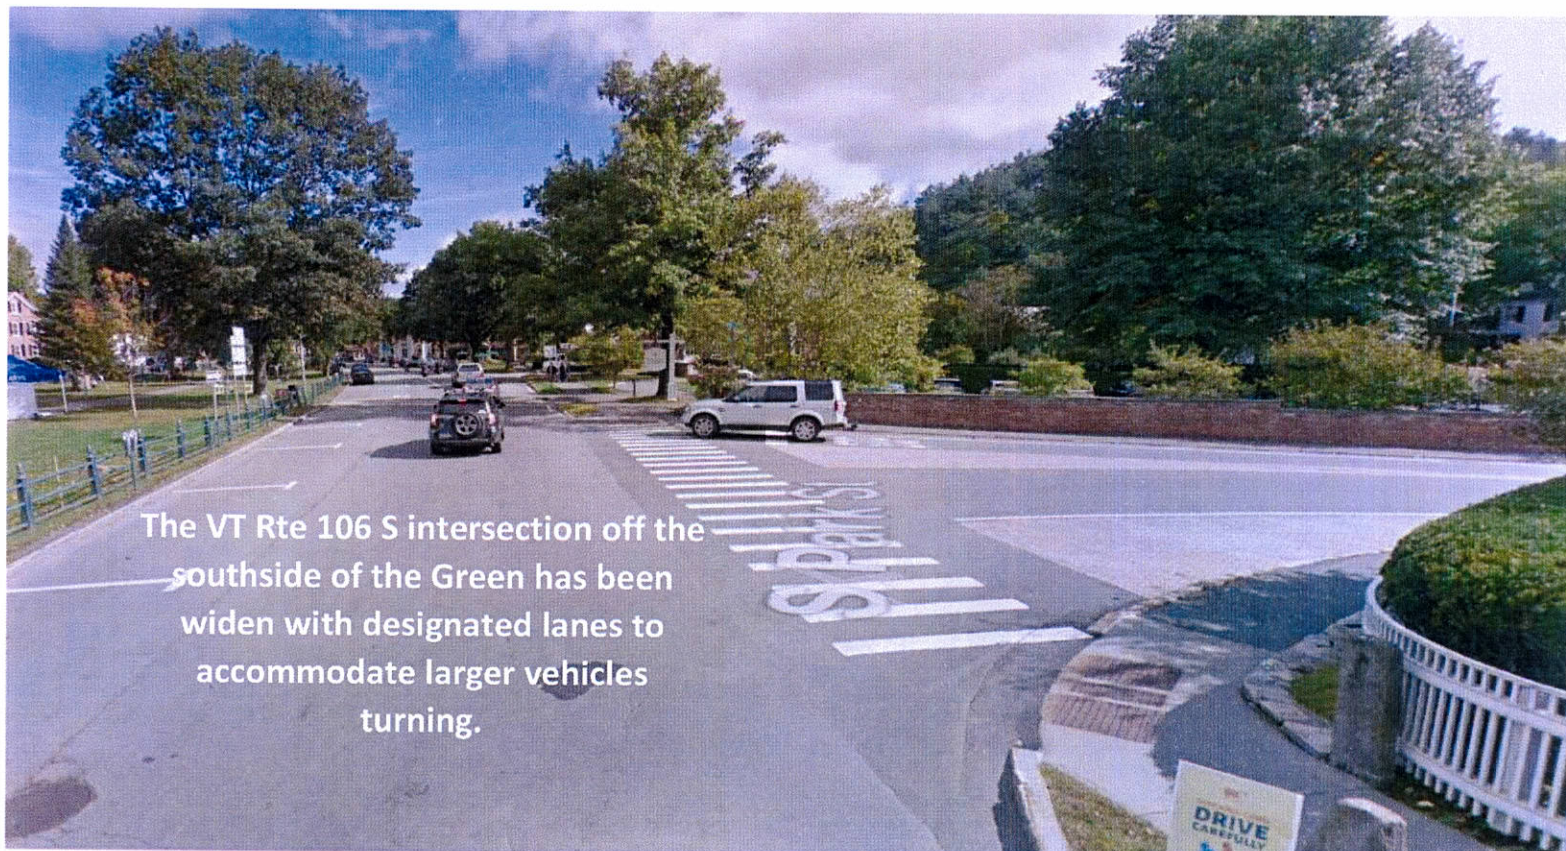 The VT Rte 106 S intersection off the
southside of the Green has been
widen with designated lanes to
accommodate larger vehicles
turning.
S Park St
DRIVE
CAREFULLY